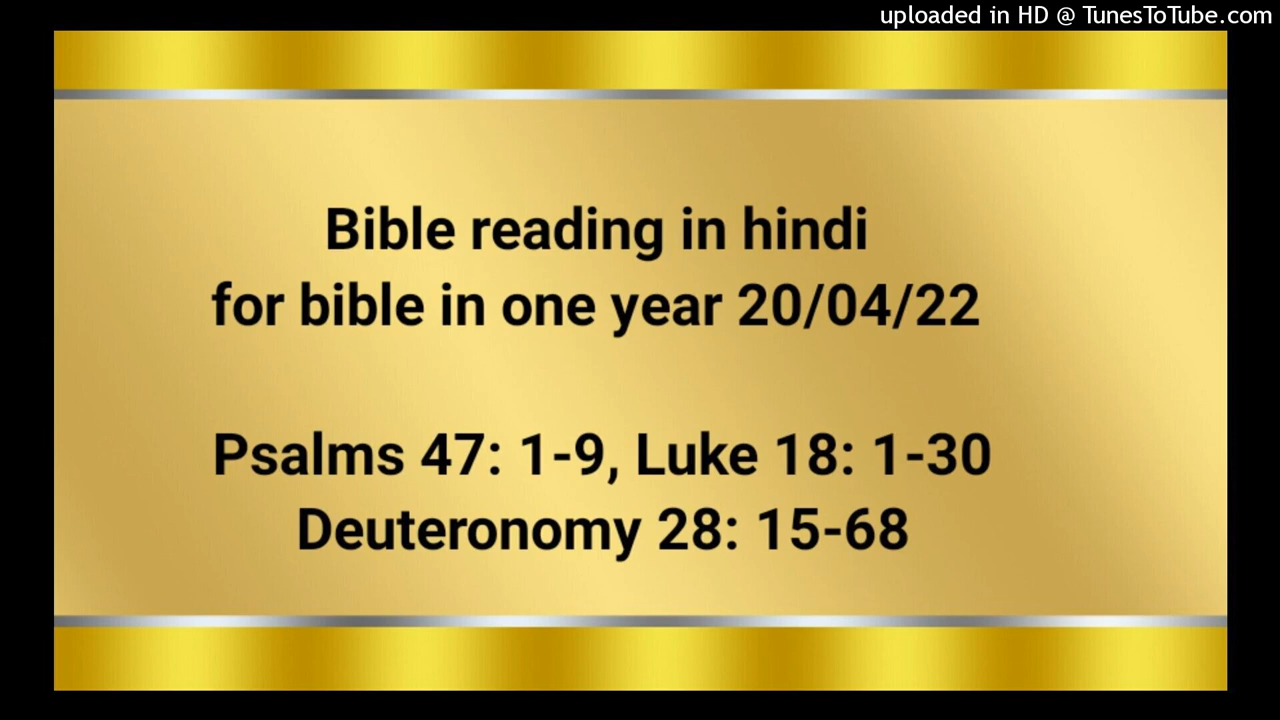 uploaded in HD @ TunesToTube.com
Bible reading in hindi
for bible in one year 20/04/22
Psalms 47: 1-9, Luke 18: 1-30
Deuteronomy 28: 15-68